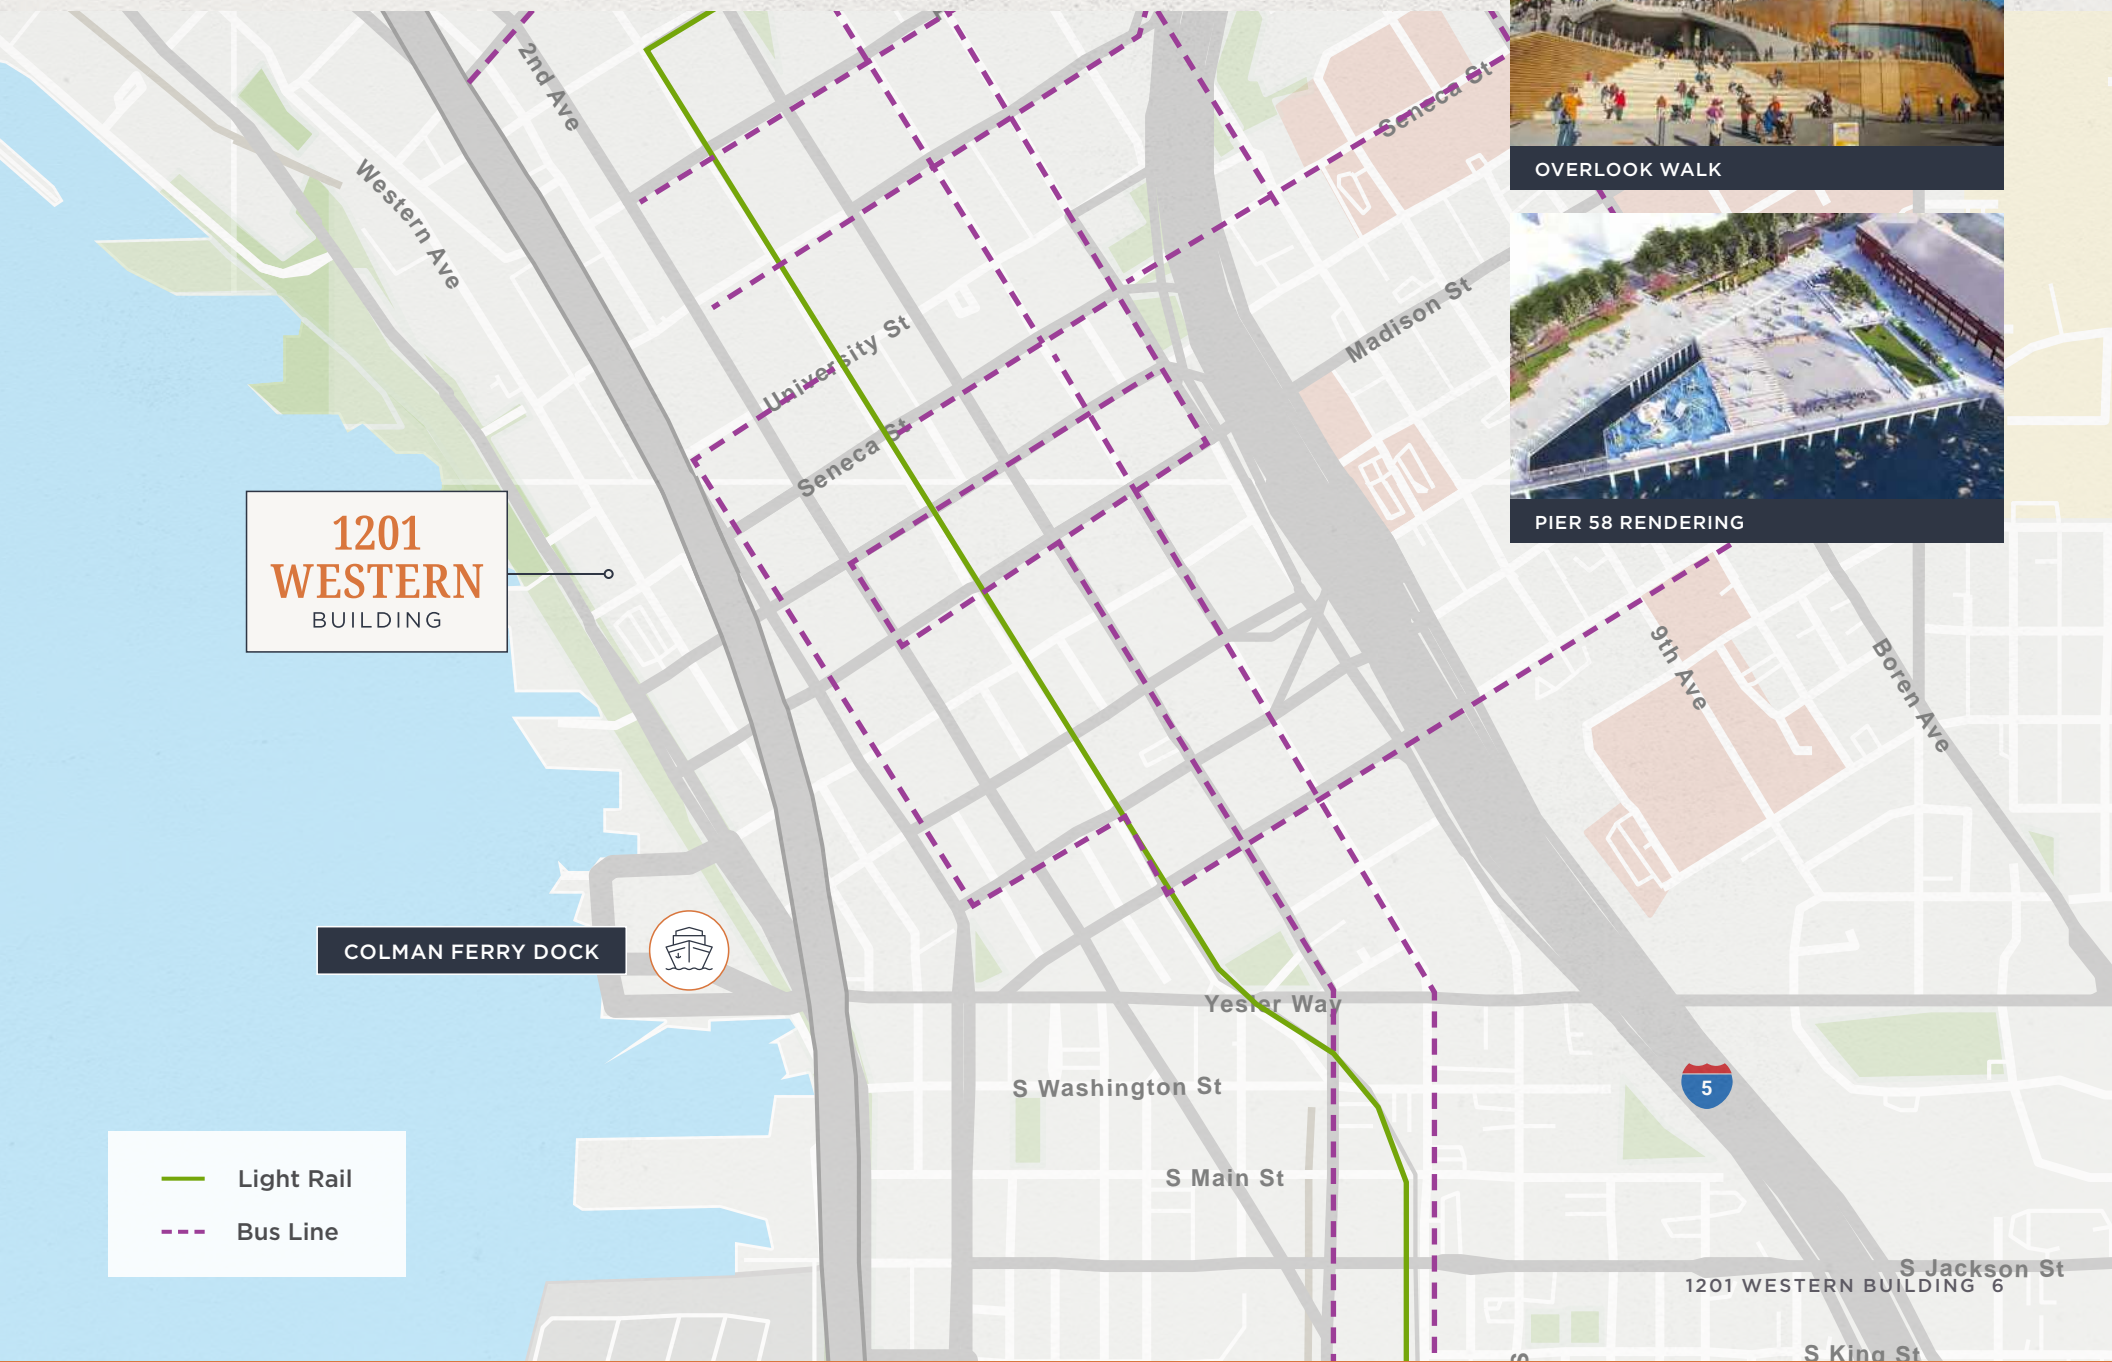 2nd Ave
Western Ave
Seneca St
OVERLOOK WALK
Madison St
University St
Seneca St
PIER 58 RENDERING
1201
WESTERN
BUILDING
9th Ave
Boren Ave
COLMAN FERRY DOCK
Yesler Way
S Washington St
5
S Main St
Light Rail
Bus Line
S Jackson St
1201 WESTERN BUILDING 6
S King St